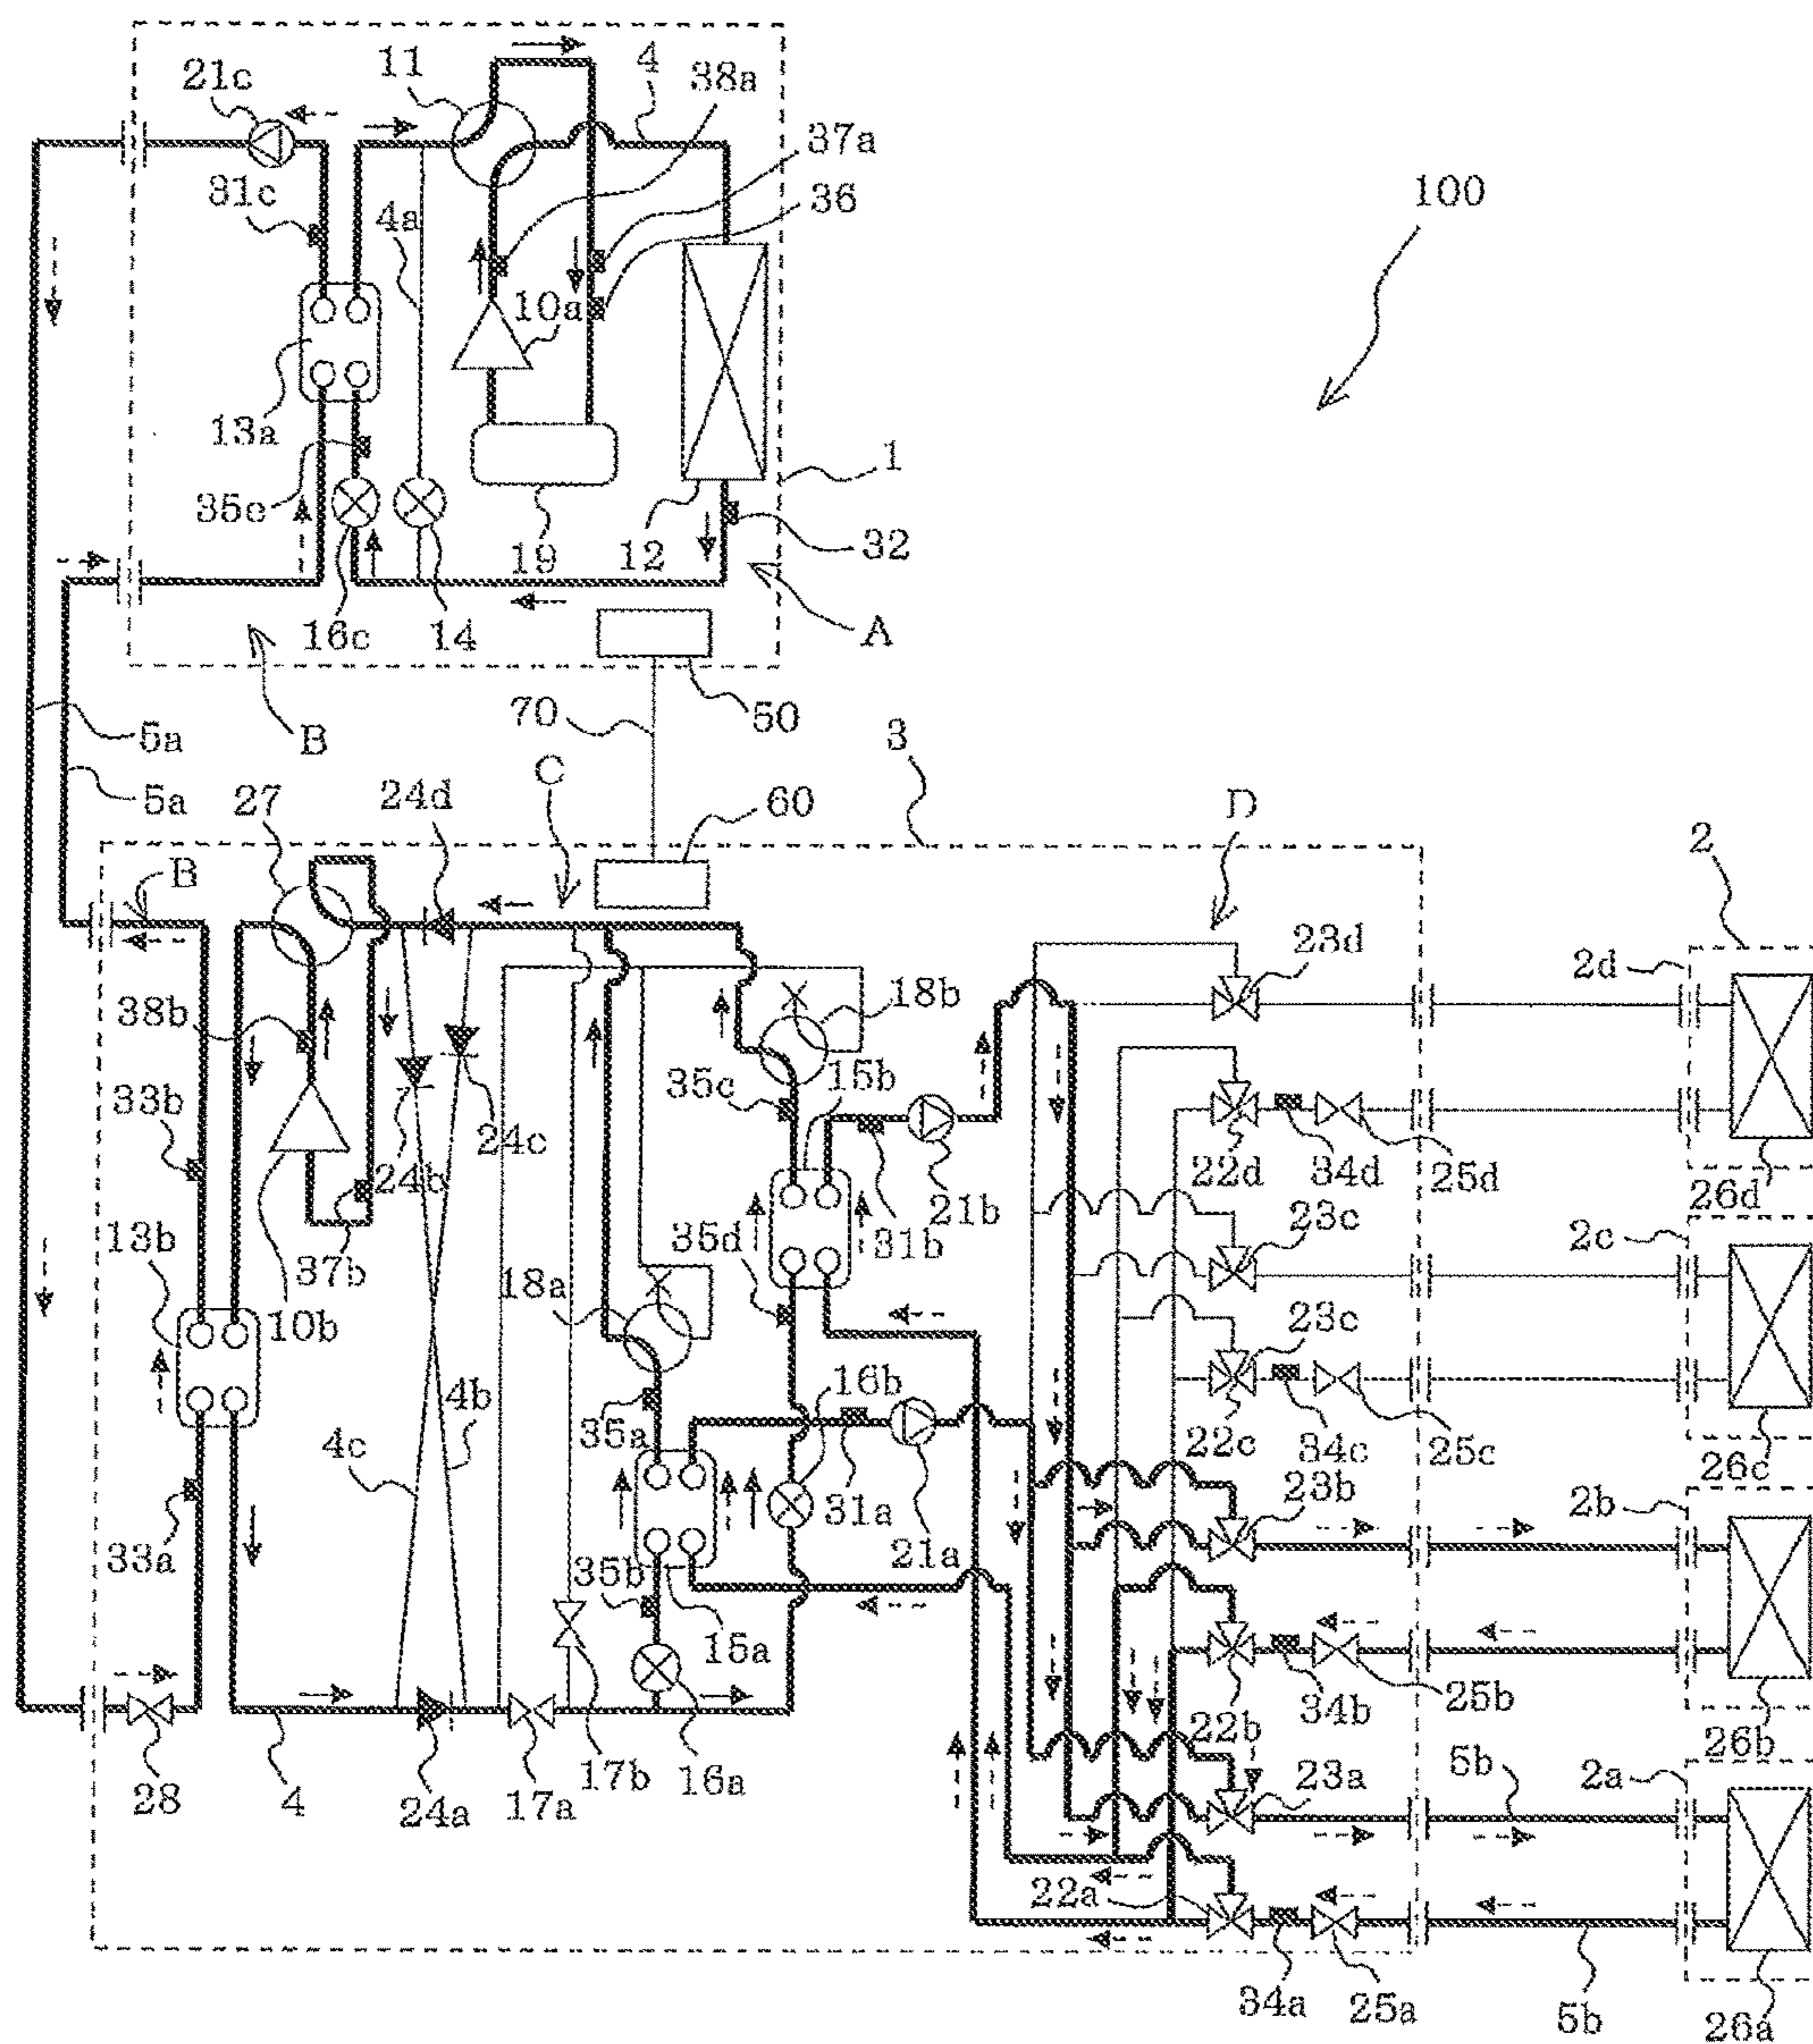 21c
11
4
38a
37a
36
100
31c
4a
10a
13a
1
35e
19
12
32
16c
14
A
B
70
50
5a
3
5a
27
24d
C
60
D
2
B
23d
2d
38b
18b
15b
35c
33b
24b
24c
22d
34d
25d
26d
21b
23c
13b
37b
35d
31b
2c
18a
10b
23c
16b
4b
35a
4c
22c
34c
25c
26c
23b
31a
2b
33a
21a
35b
15a
34b
25b
22b
26b
17b
16a
23a
5b
2a
28
4
24a
17a
22a
34a
25a
5b
26a